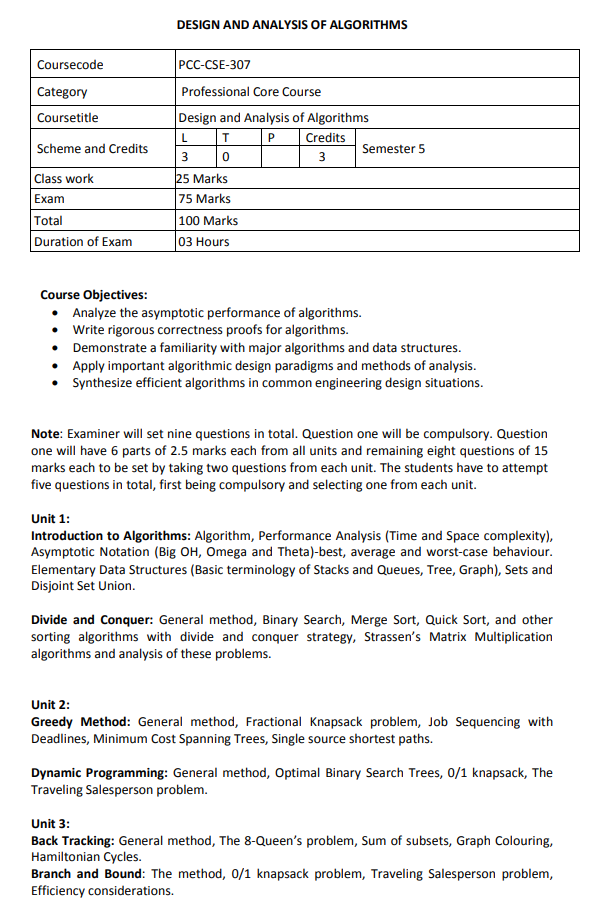 DESIGN AND ANALYSIS OF ALGORITHMS
Coursecode PCC-CSE-307
Category Professional Core Course
Coursetitle Design and Analysis of Algorithms
Scheme and Credits L T P Credits Semester 5
3 0 3
Class work 25 Marks
Exam 75 Marks
Total 100 Marks
Duration of Exam 03 Hours
Course Objectives:
• Analyze the asymptotic performance of algorithms.
• Write rigorous correctness proofs for algorithms.
• Demonstrate a familiarity with major algorithms and data structures.
• Apply important algorithmic design paradigms and methods of analysis.
• Synthesize efficient algorithms in common engineering design situations.
Note: Examiner will set nine questions in total. Question one will be compulsory. Question
one will have 6 parts of 2.5 marks each from all units and remaining eight questions of 15
marks each to be set by taking two questions from each unit. The students have to attempt
five questions in total, first being compulsory and selecting one from each unit.
Unit 1:
Introduction to Algorithms: Algorithm, Performance Analysis (Time and Space complexity),
Asymptotic Notation (Big OH, Omega and Theta)-best, average and worst-case behaviour.
Elementary Data Structures (Basic terminology of Stacks and Queues, Tree, Graph), Sets and
Disjoint Set Union.
Divide and Conquer: General method, Binary Search, Merge Sort, Quick Sort, and other
sorting algorithms with divide and conquer strategy, Strassen's Matrix Multiplication
algorithms and analysis of these problems.
Unit 2:
Greedy Method: General method, Fractional Knapsack problem, Job Sequencing with
Deadlines, Minimum Cost Spanning Trees, Single source shortest paths.
Dynamic Programming: General method, Optimal Binary Search Trees, 0/1 knapsack, The
Traveling Salesperson problem.
Unit 3:
Back Tracking: General method, The 8-Queen's problem, Sum of subsets, Graph Colouring,
Hamiltonian Cycles.
Branch and Bound: The method, 0/1 knapsack problem, Traveling Salesperson problem,
Efficiency considerations.